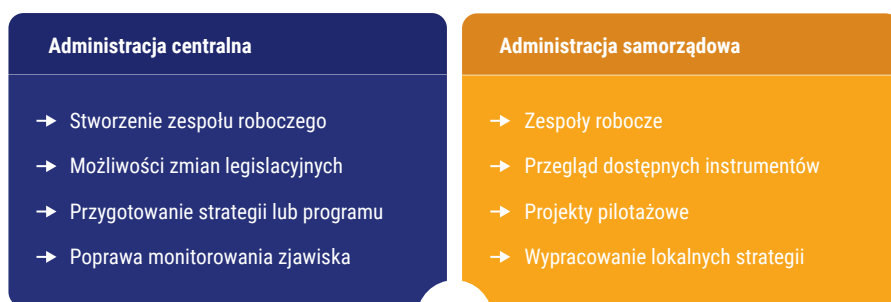 Administracja centralna
Stworzenie zespołu roboczego
Możliwości zmian legislacyjnych
Przygotowanie strategii lub programu
Poprawa monitorowania zjawiska
Administracja samorządowa
Zespoły robocze
Przegląd dostępnych instrumentów
Projekty pilotażowe
Wypracowanie lokalnych strategii